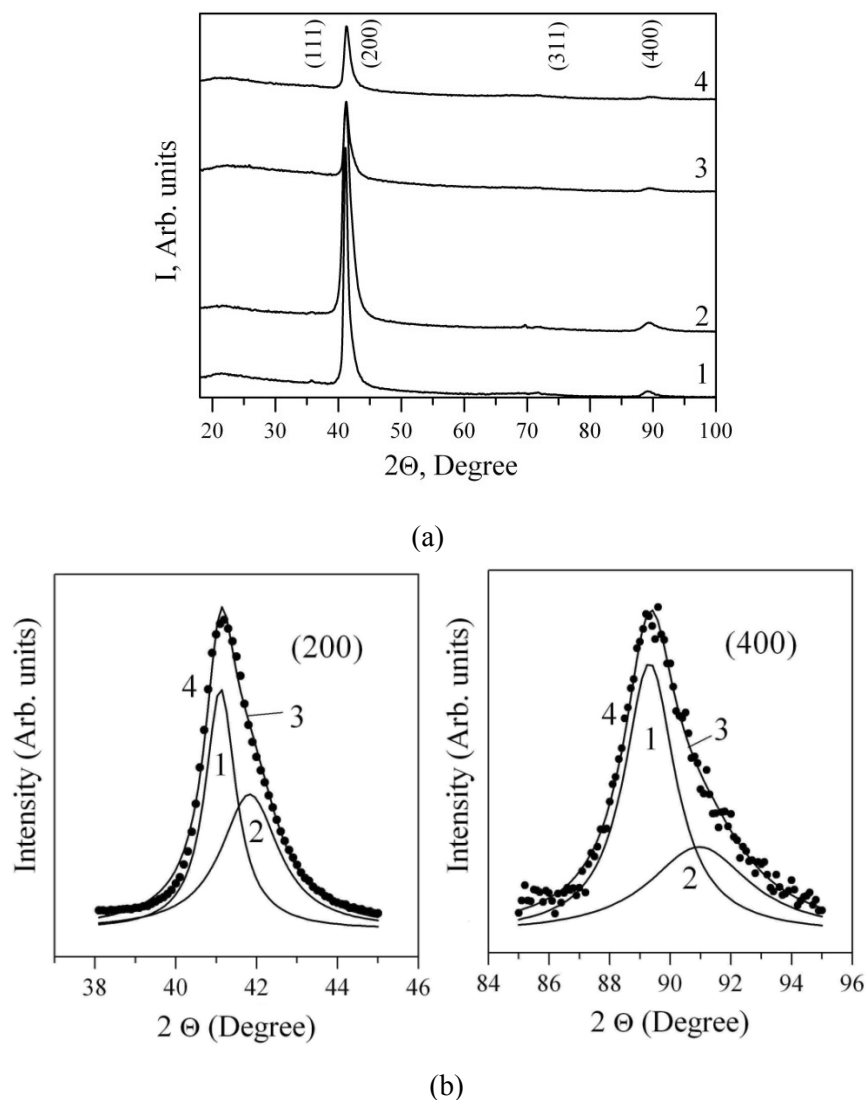 (111)
(200)
(311)
(400)
4
3
2
1
I, Arb. units
20 30 40 50 60 70 80 90 100
2Θ, Degree
(a)
Intensity (Arb. units)
(200)
4
3
1
2
38 40 42 44 46
2 Θ (Degree)
Intensity (Arb. units)
(400)
4
3
1
2
84 86 88 90 92 94 96
2 Θ (Degree)
(b)